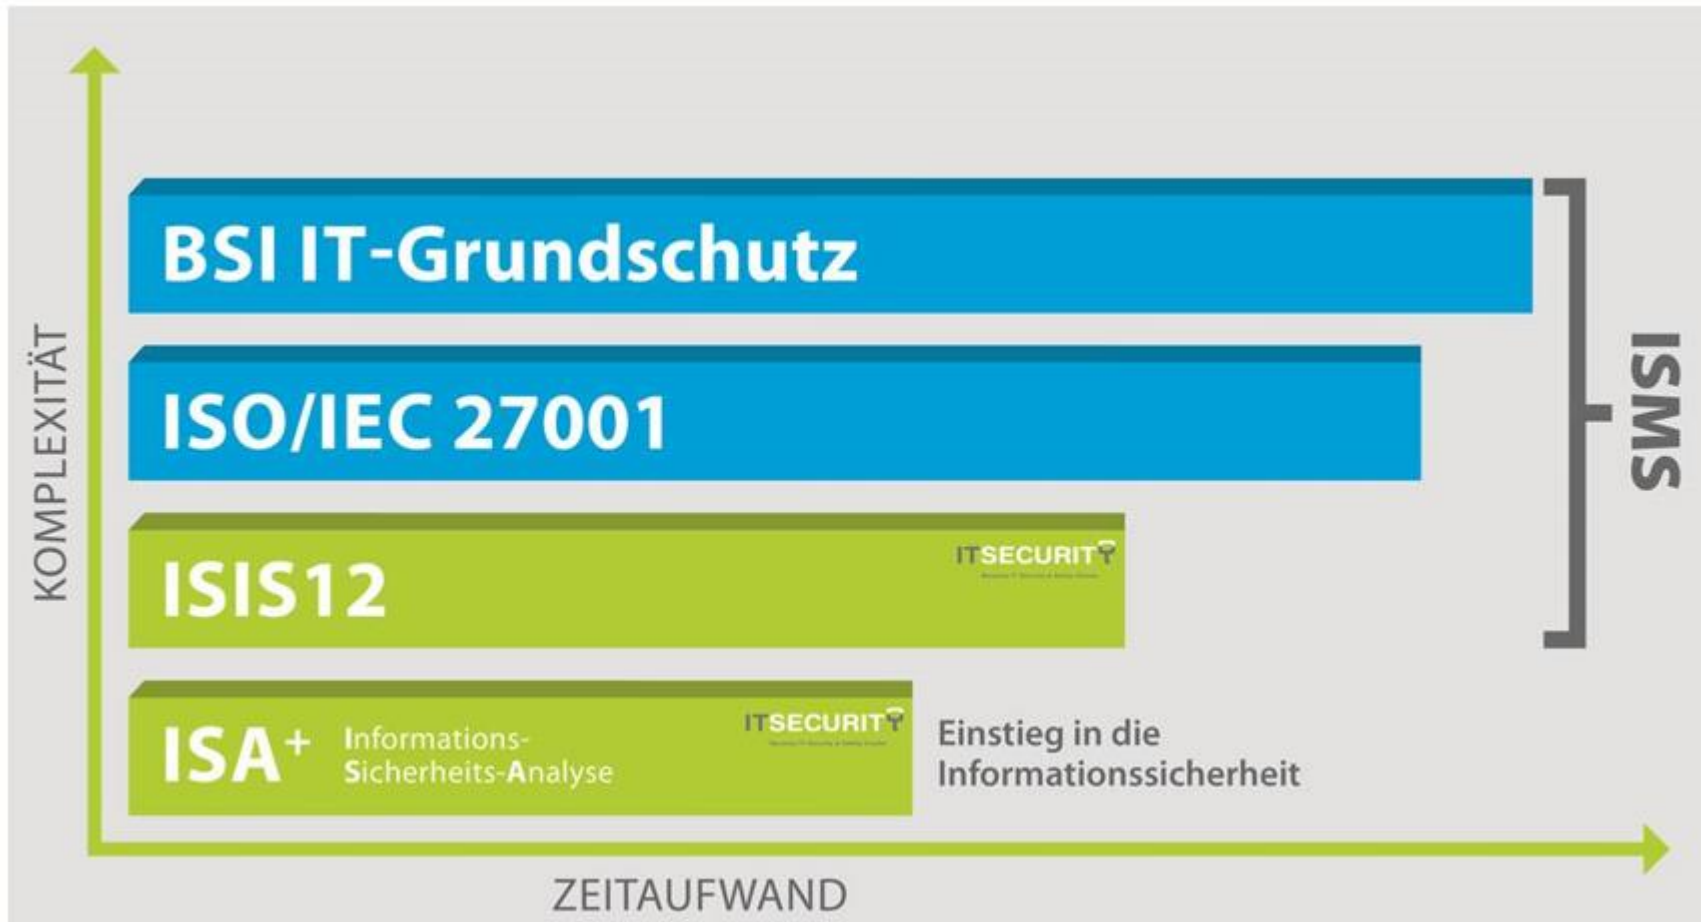 KOMPLEXITÄT
BSI IT-Grundschutz
ISO/IEC 27001
ISMS
ISIS12
ITSECURITY
ISA+
Informations-
Sicherheits-Analyse
ITSECURITY
Einstieg in die
Informationssicherheit
ZEITAUFWAND